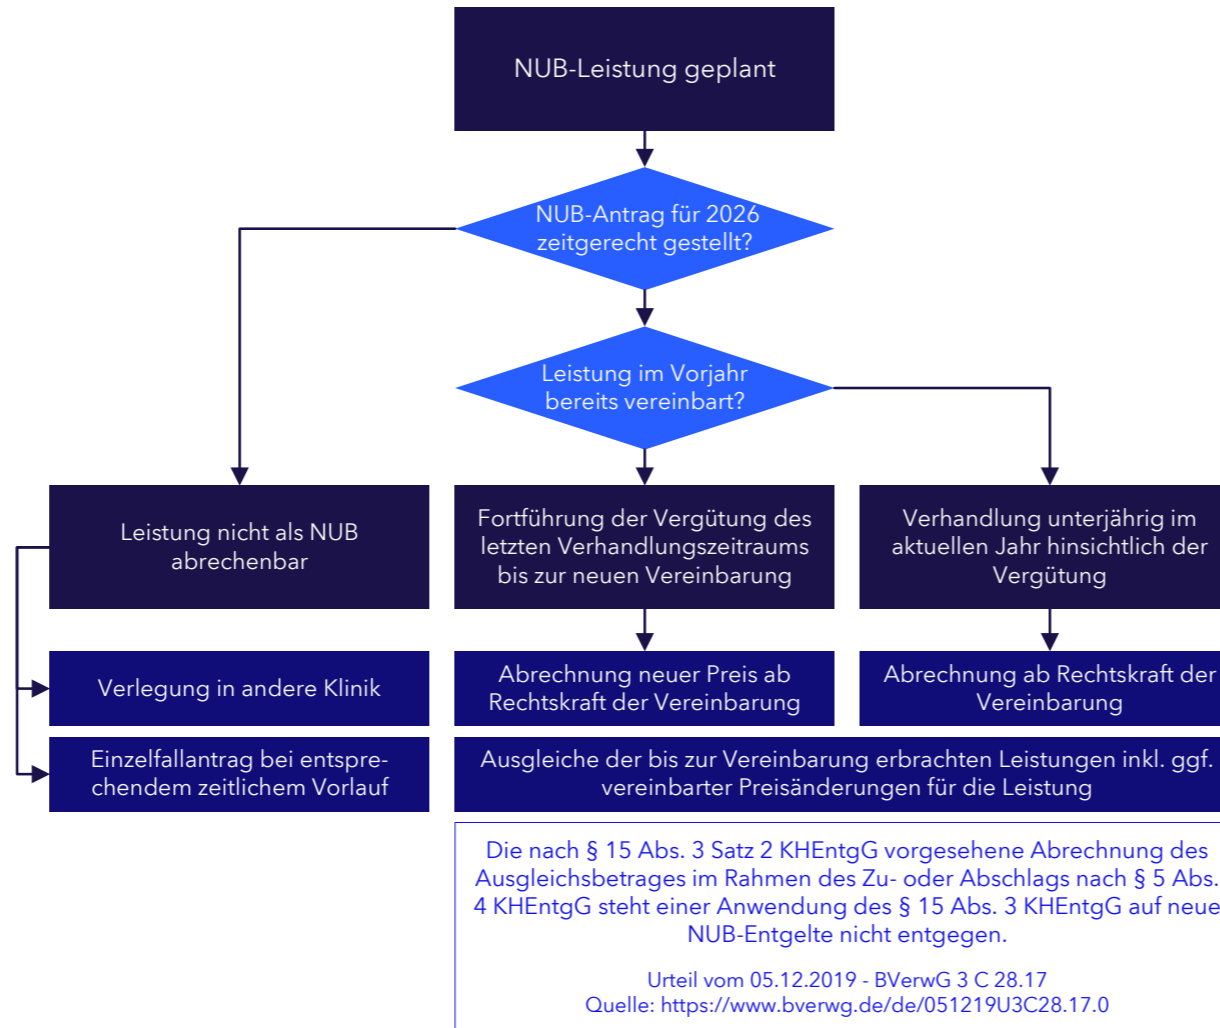 NUB-Leistung geplant
NUB-Antrag für 2026
zeitgerecht gestellt?
Leistung im Vorjahr
bereits vereinbart?
Leistung nicht als NUB
abrechenbar
Fortführung der Vergütung des
letzten Verhandlungszeitraums
bis zur neuen Vereinbarung
Verhandlung unterjährig im
aktuellen Jahr hinsichtlich der
Vergütung
Verlegung in andere Klinik
Abrechnung neuer Preis ab
Rechtskraft der Vereinbarung
Abrechnung ab Rechtskraft der
Vereinbarung
Einzelfallantrag bei entspre-
chendem zeitlichem Vorlauf
Ausgleiche der bis zur Vereinbarung erbrachten Leistungen inkl. ggf.
vereinbarter Preisänderungen für die Leistung
Die nach § 15 Abs. 3 Satz 2 KHEntgG vorgesehene Abrechnung des
Ausgleichsbetrages im Rahmen des Zu- oder Abschlags nach § 5 Abs.
4 KHEntgG steht einer Anwendung des § 15 Abs. 3 KHEntgG auf neue
NUB-Entgelte nicht entgegen.
Urteil vom 05.12.2019 - BVerwG 3 C 28.17
Quelle: https://www.bverwg.de/de/051219U3C28.17.0